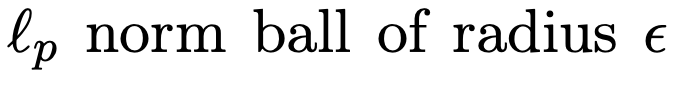 ℓₚ norm ball of radius ϵ